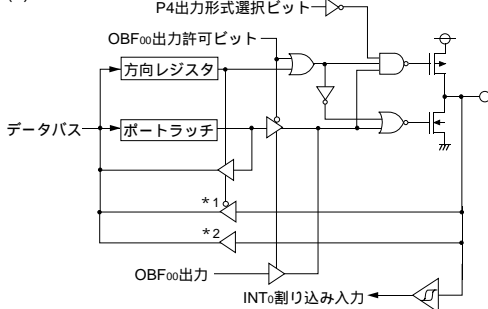 P4出力形式選択ビット
OBF00出力許可ビット
方向レジスタ
データバス
ポートラッチ
*1
*2
OBF00出力
INT0割り込み入力